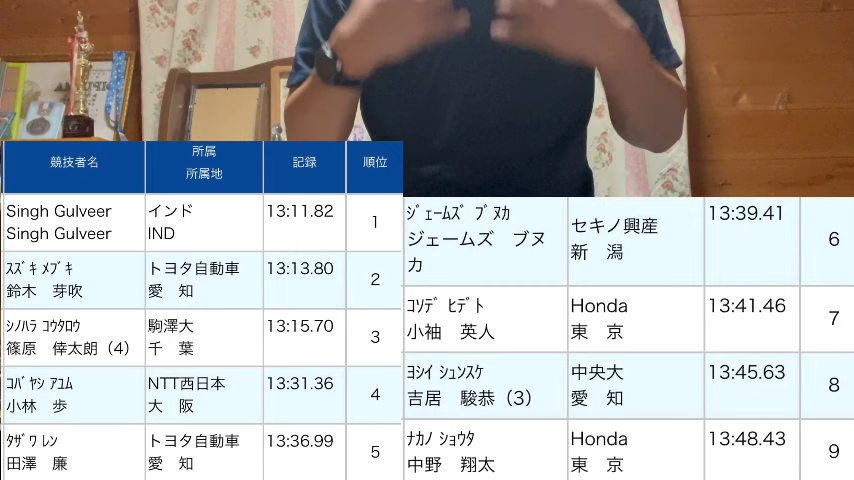 競技者名
所属
所属地
記録
順位
Singh Gulveer
Singh Gulveer
インド
IND
13:11.82
1
ｽｽﾞｷ ﾒﾌﾞｷ
鈴木　芽吹
トヨタ自動車
愛　知
13:13.80
2
ｼﾉﾊﾗ ｺｳﾀﾛｳ
篠原　倖太朗（4）
駒澤大
千　葉
13:15.70
3
ｺﾊﾞﾔｼ ｱﾕﾑ
小林　歩
NTT西日本
大　阪
13:31.36
4
ﾀｻﾞﾜ ﾚﾝ
田澤　廉
トヨタ自動車
愛　知
13:36.99
5
ｼﾞｪｰﾑｽﾞ ﾌﾞﾇｶ
ジェームズ　ブヌ
カ
セキノ興産
新　潟
13:39.41
6
ｺｿﾃﾞ ﾋﾃﾞﾄ
小袖　英人
Honda
東　京
13:41.46
7
ﾖｼｲ ｼｭﾝｽｹ
吉居　駿恭（3）
中央大
愛　知
13:45.63
8
ﾅｶﾉ ｼｮｳﾀ
中野　翔太
Honda
東　京
13:48.43
9